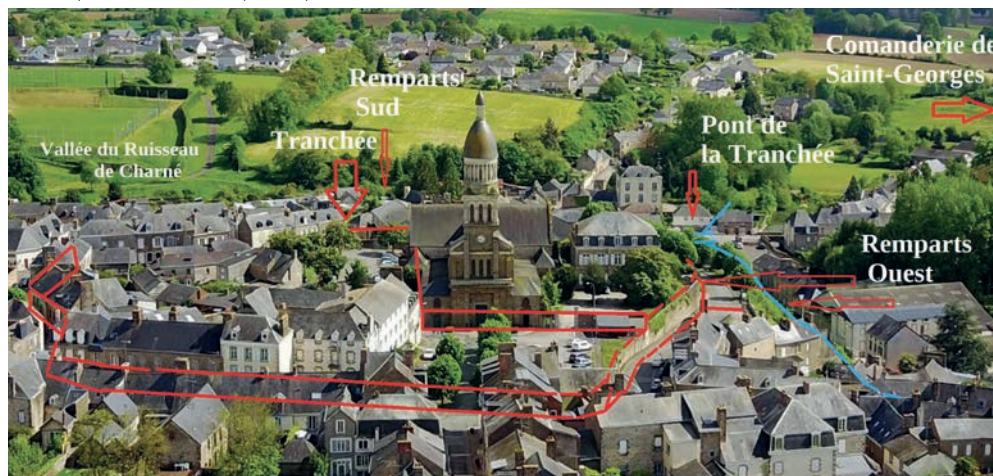 Comanderie de
Saint-Georges
Remparts
Sud
Tranchée
Pont de
la Tranchée
Vallée du Ruisseau
de Charné
Remparts
Ouest